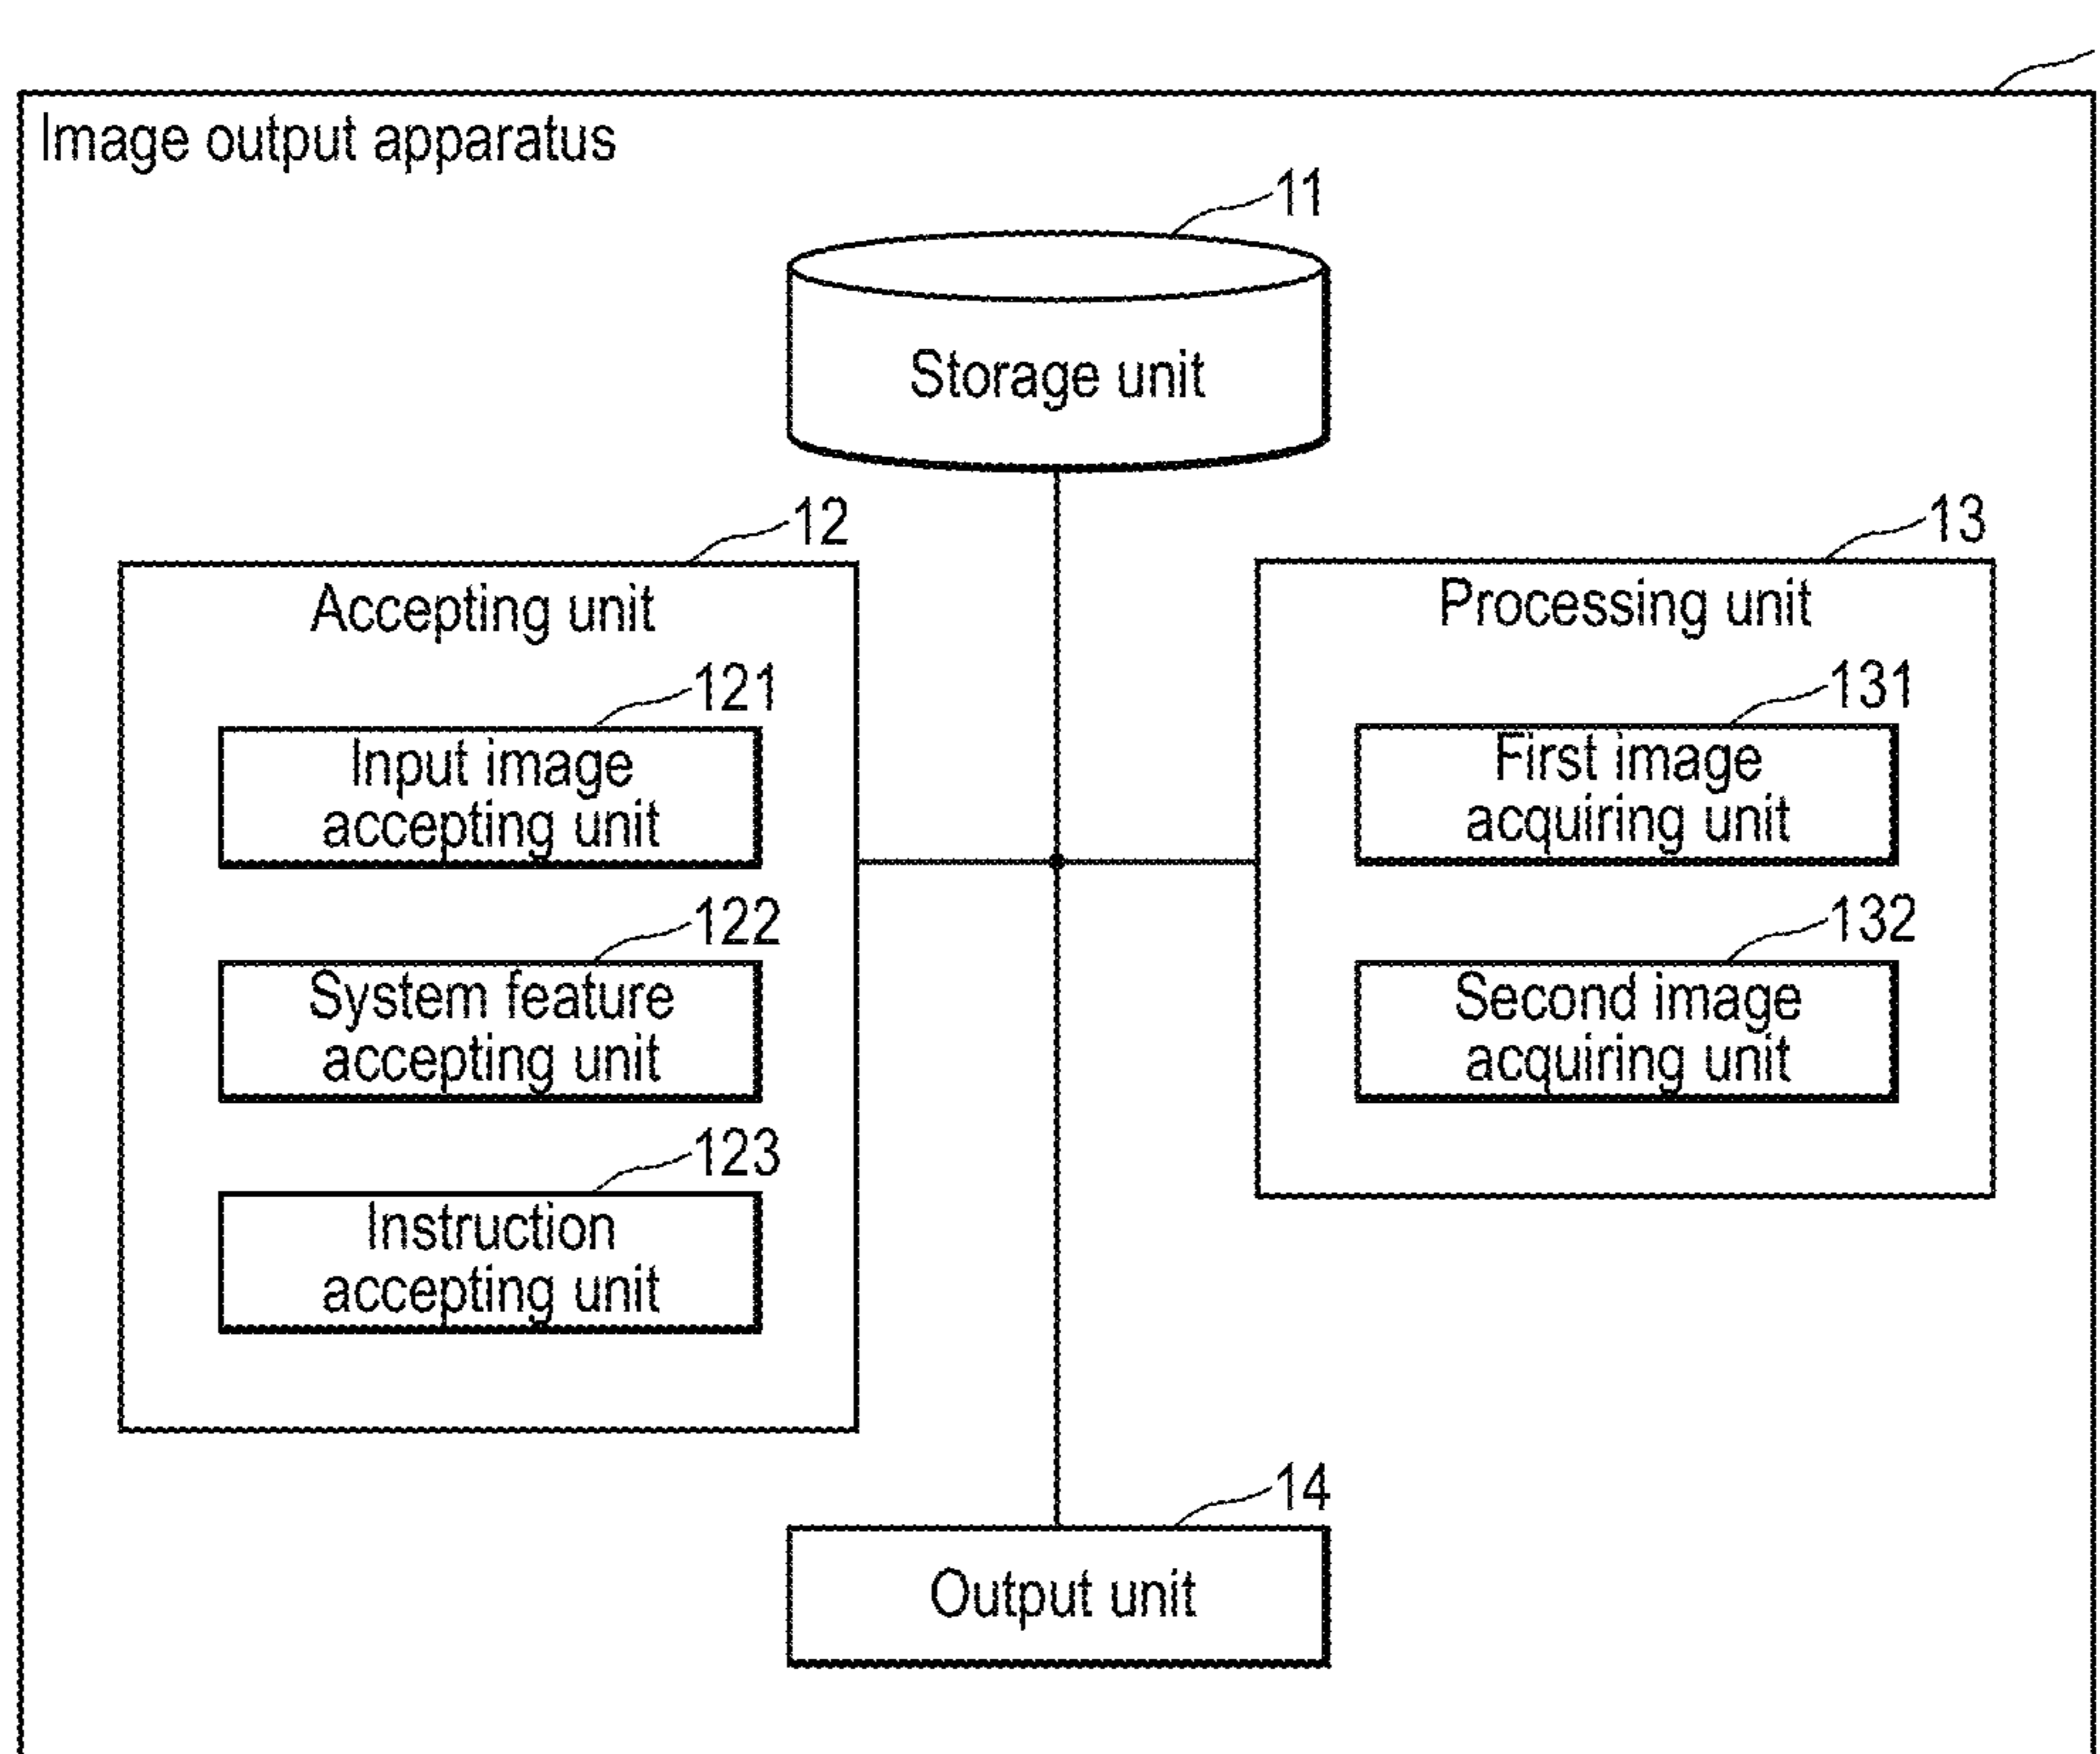 Image output apparatus
11
Storage unit
12
Accepting unit
121
Input image
accepting unit
122
System feature
accepting unit
123
Instruction
accepting unit
13
Processing unit
131
First image
acquiring unit
132
Second image
acquiring unit
14
Output unit